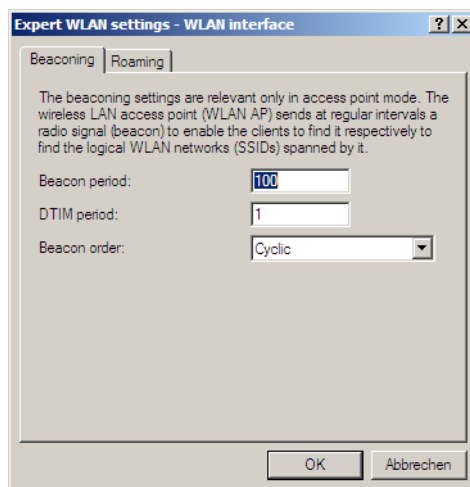 Expert WLAN settings - WLAN interface
Beaconing
Roaming
The beaconing settings are relevant only in access point mode. The
wireless LAN access point (WLAN AP) sends at regular intervals a
radio signal (beacon) to enable the clients to find it respectively to
find the logical WLAN networks (SSIDs) spanned by it.
Beacon period: 100
DTIM period: 1
Beacon order: Cyclic
OK
Abbrechen